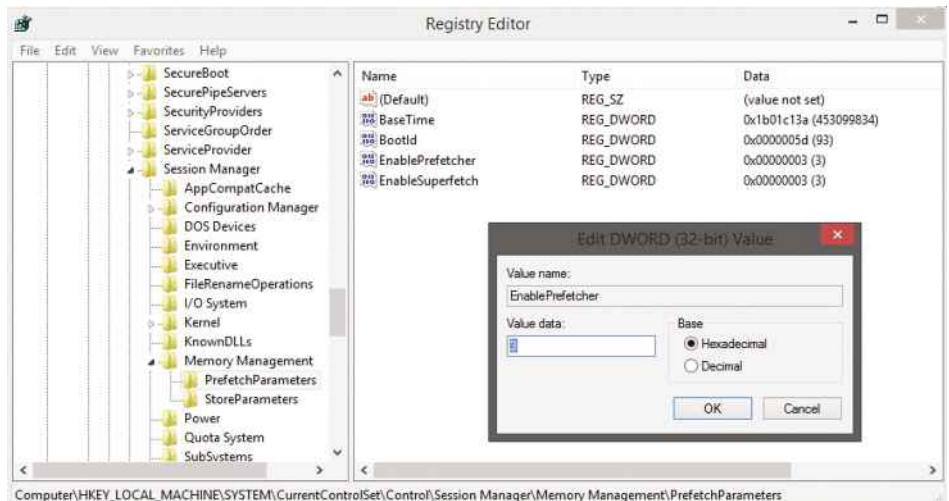 Registry Editor
File Edit View Favorites Help
SecureBoot
SecurePipeServers
SecurityProviders
ServiceGroupOrder
ServiceProvider
Session Manager
AppCompatCache
Configuration Manager
DOS Devices
Environment
Executive
FileRenameOperations
I/O System
Kernel
KnownDLLs
Memory Management
PrefetchParameters
StoreParameters
Power
Quota System
SubSystems
Name Type Data
(Default) REG_SZ (value not set)
BaseTime REG_DWORD 0x1b01c13a (453099834)
BootId REG_DWORD 0x0000005d (93)
EnablePrefetcher REG_DWORD 0x00000003 (3)
EnableSuperfetch REG_DWORD 0x00000003 (3)
Edit DWORD (32-bit) Value
Value name:
EnablePrefetcher
Value data:
Base
Hexadecimal
Decimal
OK Cancel
Computer\HKEY_LOCAL_MACHINE\SYSTEM\CurrentControlSet\Control\Session Manager\Memory Management\PrefetchParameters